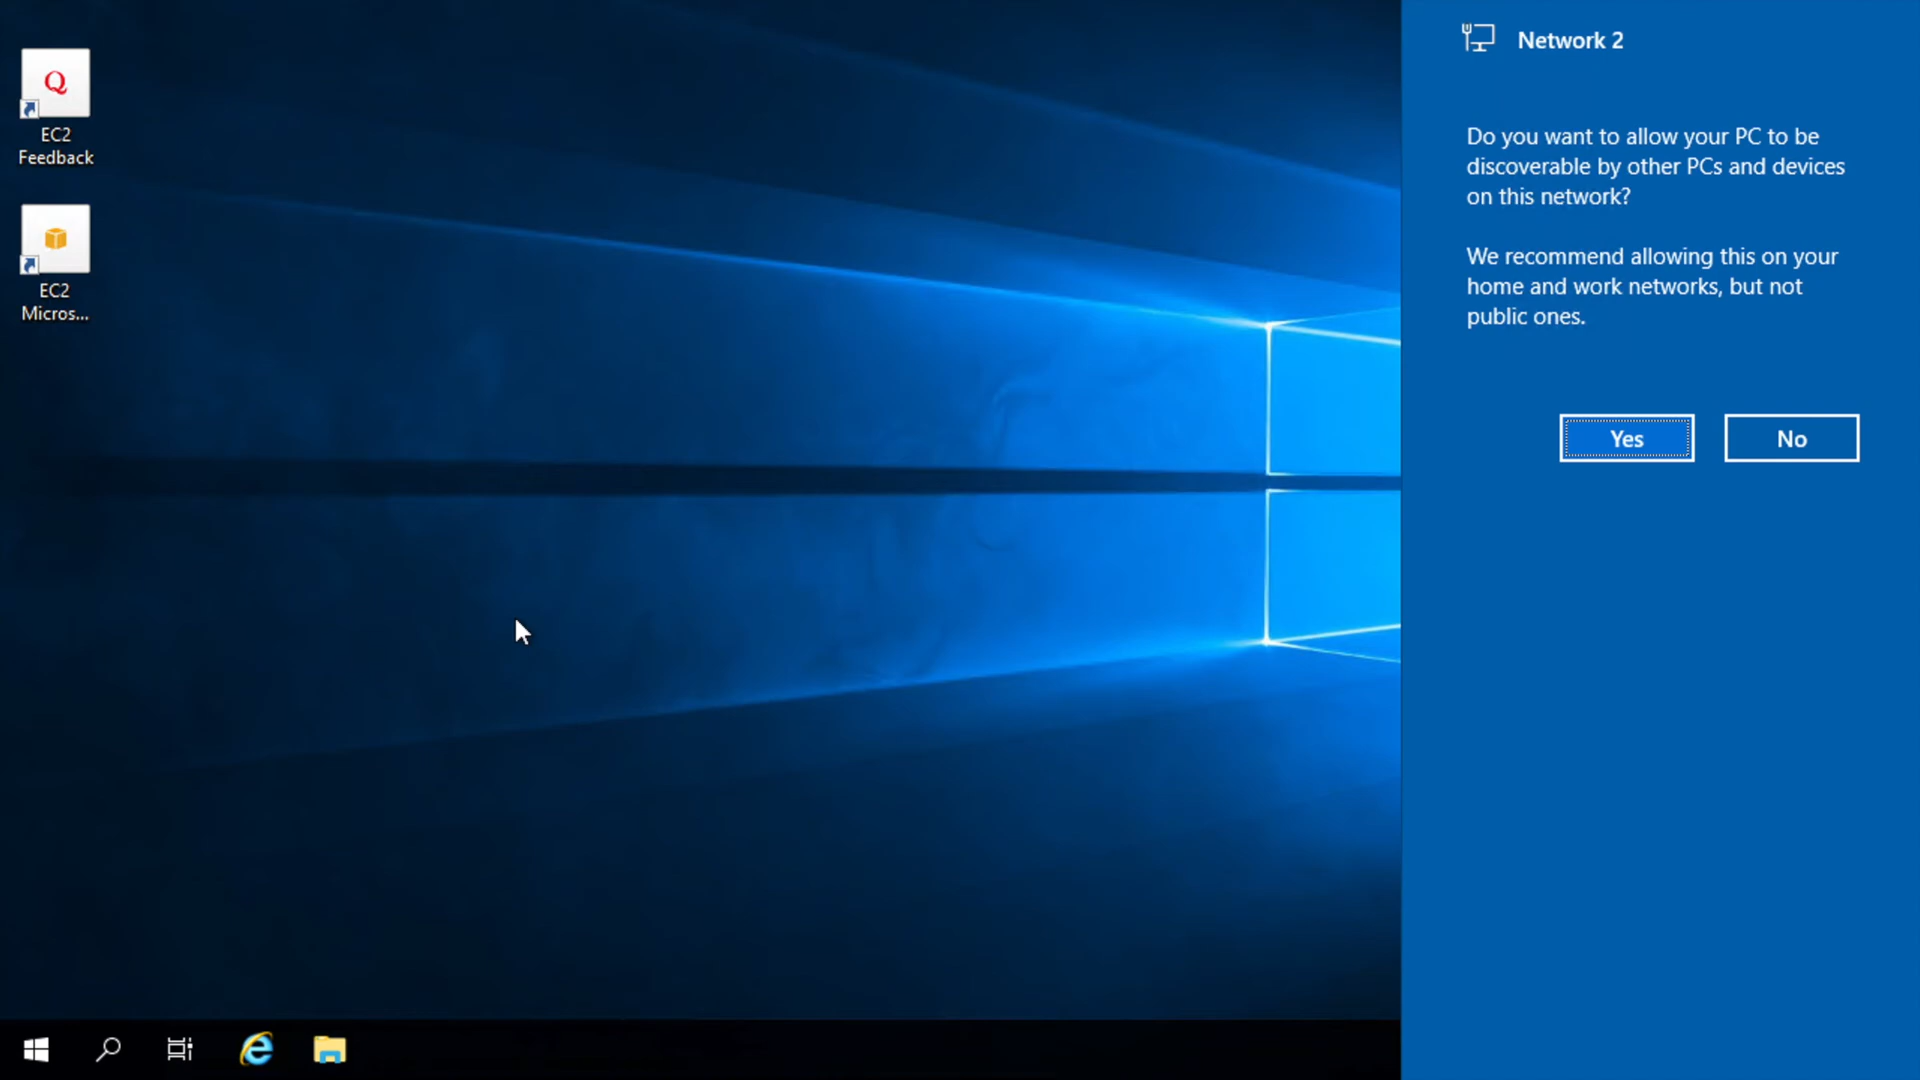 Q
EC2
Feedback
EC2
Micros...
Network 2
Do you want to allow your PC to be
discoverable by other PCs and devices
on this network?
We recommend allowing this on your
home and work networks, but not
public ones.
Yes
No